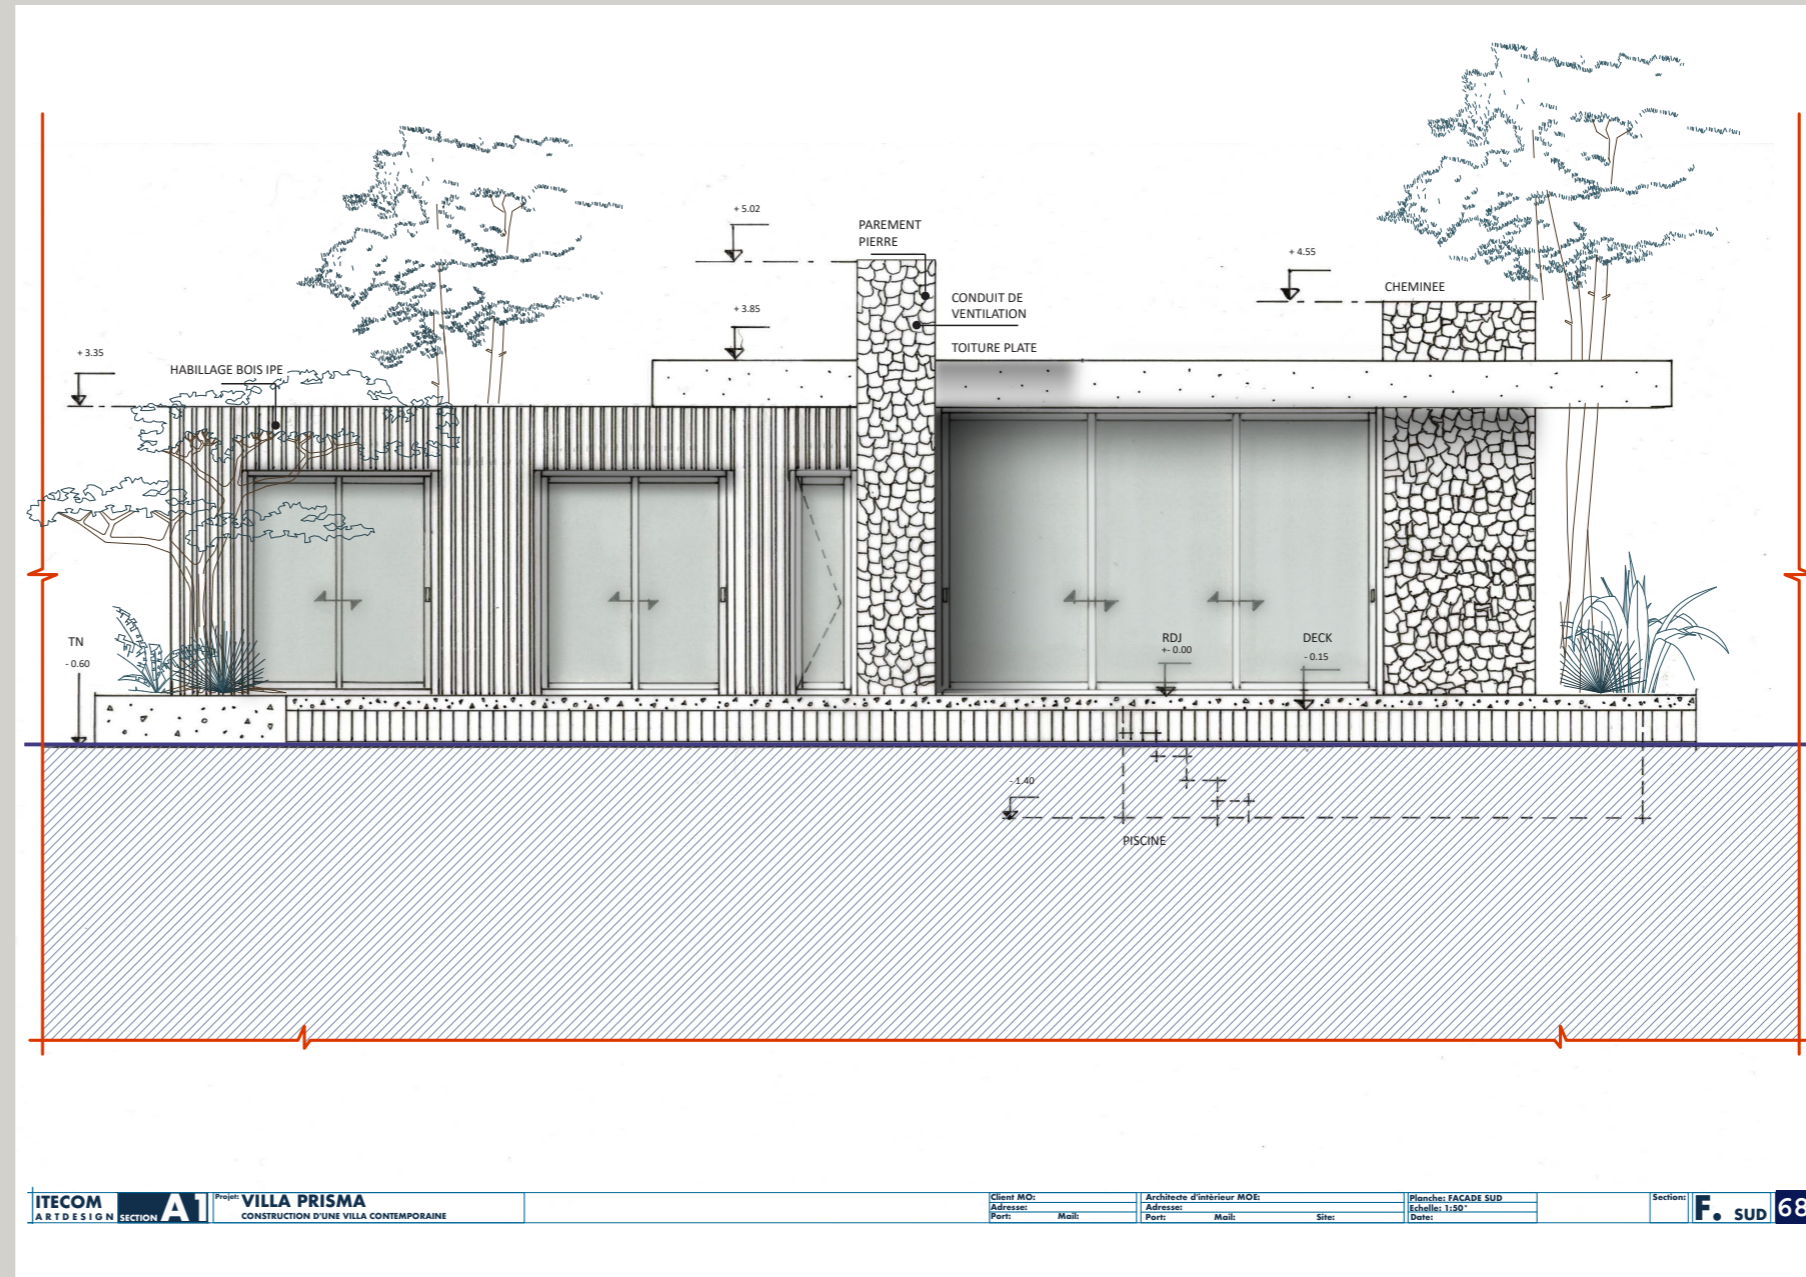 + 5.02
PAREMENT
PIERRE
+ 4.55
CHEMINEE
CONDUIT DE
VENTILATION
+ 3.85
TOITURE PLATE
+ 3.35
HABILLAGE BOIS IPE
TN
- 0.60
RDJ
+- 0.00
DECK
- 0.15
- 1.40
PISCINE
ITECOM
ARTDESIGN
SECTION A1
Projet: VILLA PRISMA
CONSTRUCTION D'UNE VILLA CONTEMPORAINE
Client MO:
Adresse:
Port: Mail:
Architecte d'intèrieur MOE:
Adresse:
Port: Mail: Site:
Planche: FACADE SUD
Echelle: 1:50°
Date:
Section:
F. SUD
68